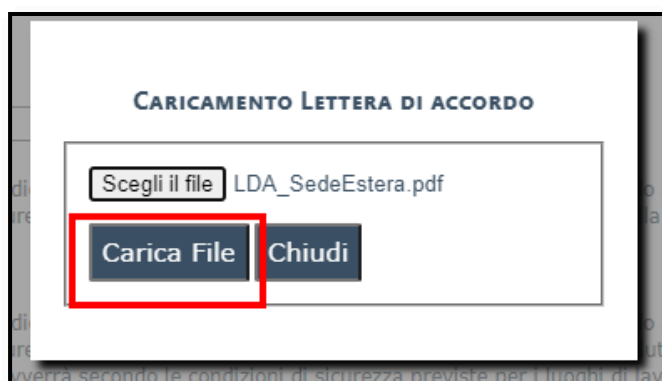 CARICAMENTO LETTERA DI ACCORDO
Scegli il file LDA_SedeEstera.pdf
Carica File Chiudi
avverrà secondo le condizioni di sicurezza previste per i luoghi di lav